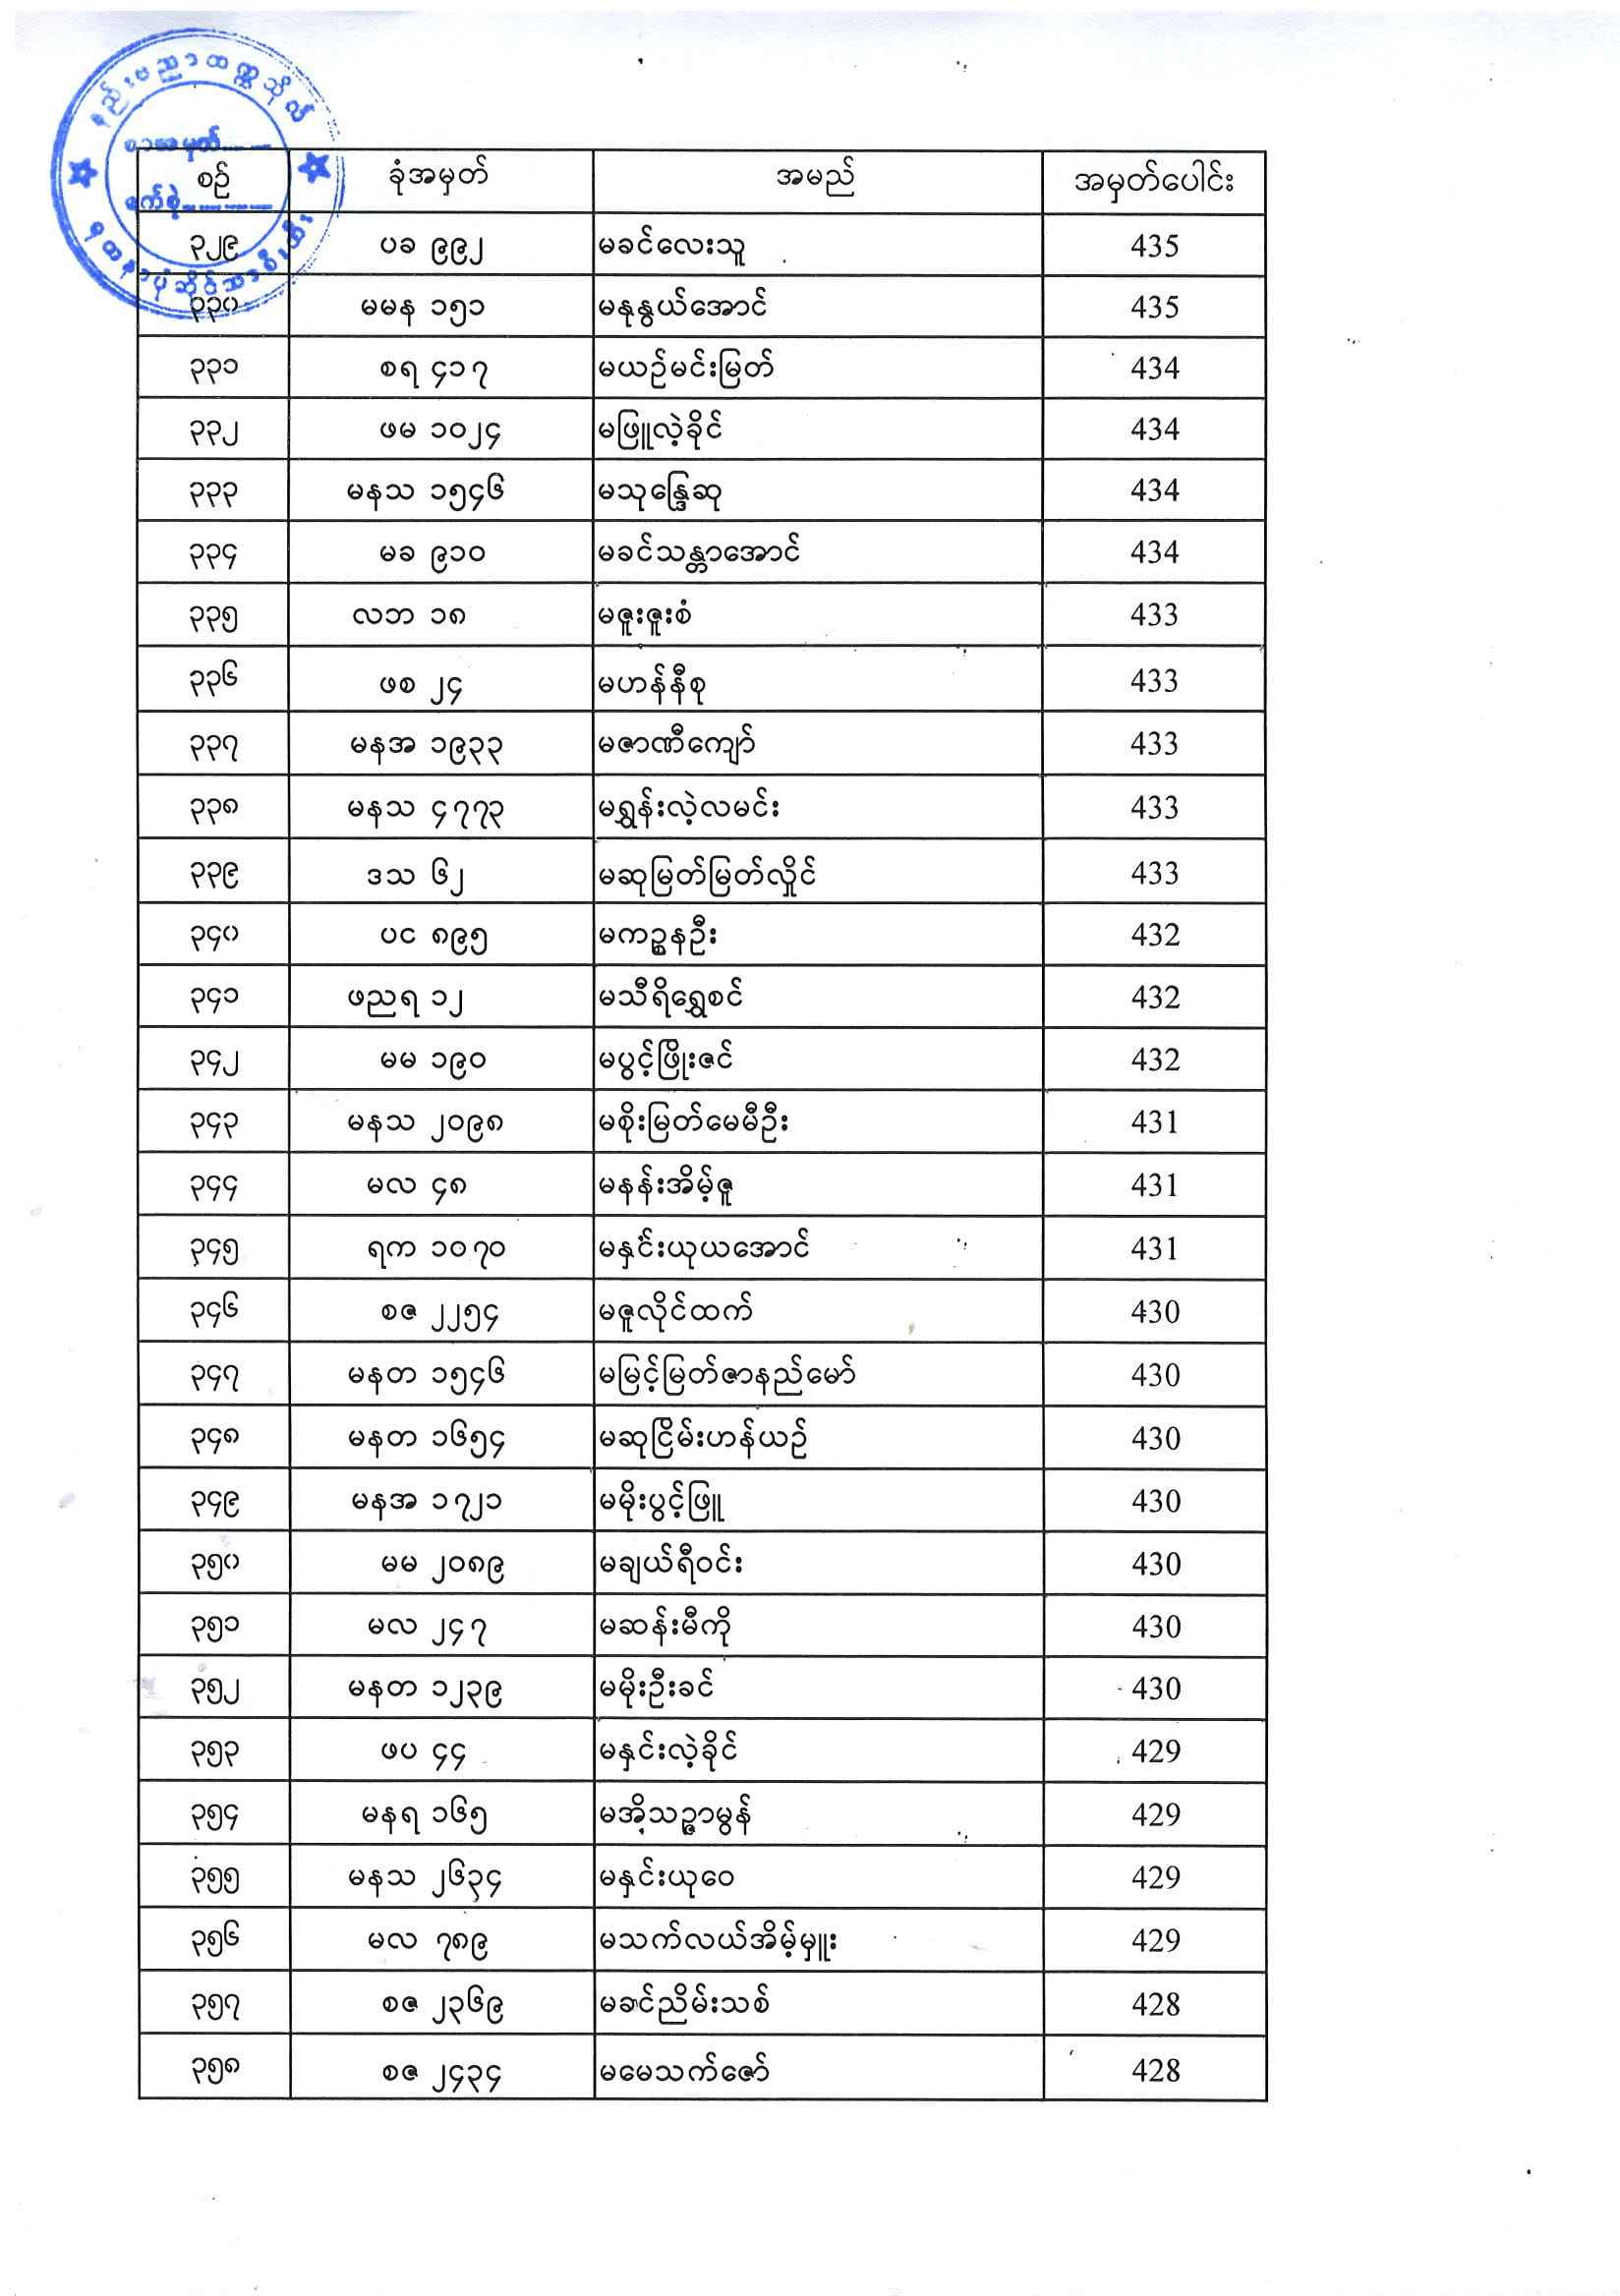 နည်းပညာတက္ကသိုလ်
စာအမှတ်
ရက်စွဲ
စဉ် ခုံအမှတ် အမည် အမှတ်ပေါင်း
၃၂၉ ပခ ၉၉၂ မခင်လေးသူ 435
၃၃၀ မမန ၁၅၁ မနုနွယ်အောင် 435
၃၃၁ စရ ၄၁၇ မယဉ်မင်းမြတ် 434
၃၃၂ ဖမ ၁၀၂၄ မဖြူလဲ့ခိုင် 434
၃၃၃ မနသ ၁၅၄၆ မသုန္ဒြေဆု 434
၃၃၄ မခ ၉၁၀ မခင်သန္တာအောင် 434
၃၃၅ လဘ ၁၈ မဇူးဇူးစံ 433
၃၃၆ ဖစ ၂၄ မဟန်နီစု 433
၃၃၇ မနအ ၁၉၃၃ မဇာဏီကျော် 433
၃၃၈ မနသ ၄၇၇၃ မရွှန်းလဲ့လမင်း 433
၃၃၉ ဒသ ၆၂ မဆုမြတ်မြတ်လှိုင် 433
၃၄၀ ပင ၈၉၅ မကဉ္စနဦး 432
၃၄၁ ဖညရ ၁၂ မသီရိရွှေစင် 432
၃၄၂ မမ ၁၉၀ မပွင့်ဖြိုးဇင် 432
၃၄၃ မနသ ၂၀၉၈ မစိုးမြတ်မေမီဦး 431
၃၄၄ မလ ၄၈ မနန်းအိမ့်ဇူ 431
၃၄၅ ရက ၁၀၇၀ မနှင်းယုယအောင် 431
၃၄၆ စဇ ၂၂၅၄ မဇူလိုင်ထက် 430
၃၄၇ မနတ ၁၅၄၆ မမြင့်မြတ်ဇာနည်မော် 430
၃၄၈ မနတ ၁၆၅၄ မဆုငြိမ်းဟန်ယဉ် 430
၃၄၉ မနအ ၁၇၂၁ မမိုးပွင့်ဖြူ 430
၃၅၀ မမ ၂၀၈၉ မချယ်ရီဝင်း 430
၃၅၁ မလ ၂၄၇ မဆန်းမီကို 430
၃၅၂ မနတ ၁၂၃၉ မမိုးဦးခင် 430
၃၅၃ ဖပ ၄၄ မနှင်းလဲ့ခိုင် 429
၃၅၄ မနရ ၁၆၅ မအိုသဥ္ဇာမွန် 429
၃၅၅ မနသ ၂၆၃၄ မနှင်းယုဝေ 429
၃၅၆ မလ ၇၈၉ မသက်လယ်အိမ့်မှူး 429
၃၅၇ စဇ ၂၃၆၉ မခင်ညိမ်းသစ် 428
၃၅၈ စဇ ၂၄၃၄ မမေသက်ဇော် 428